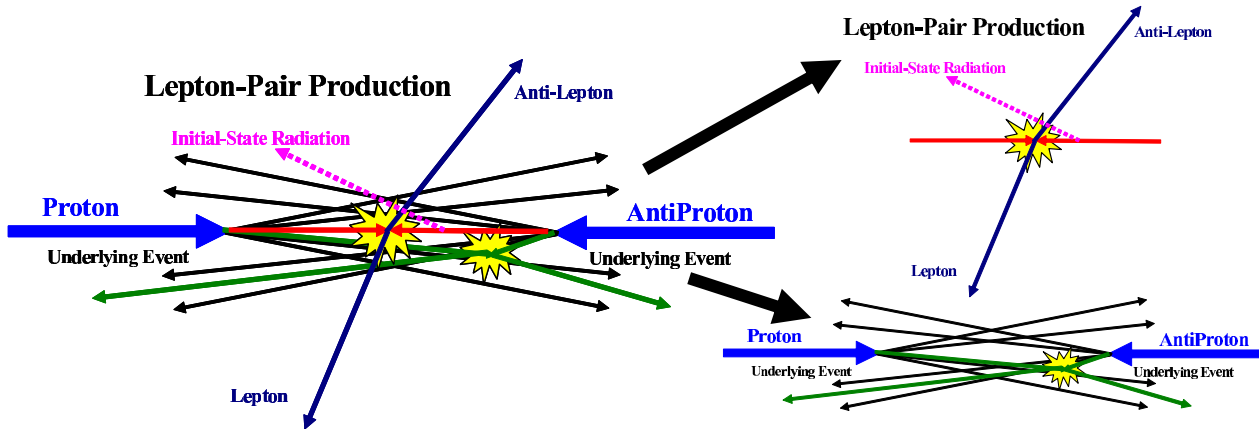 Lepton-Pair Production
Anti-Lepton
Initial-State Radiation
Proton
AntiProton
Underlying Event
Underlying Event
Lepton
Lepton-Pair Production
Anti-Lepton
Initial-State Radiation
Lepton
Proton
AntiProton
Underlying Event
Underlying Event